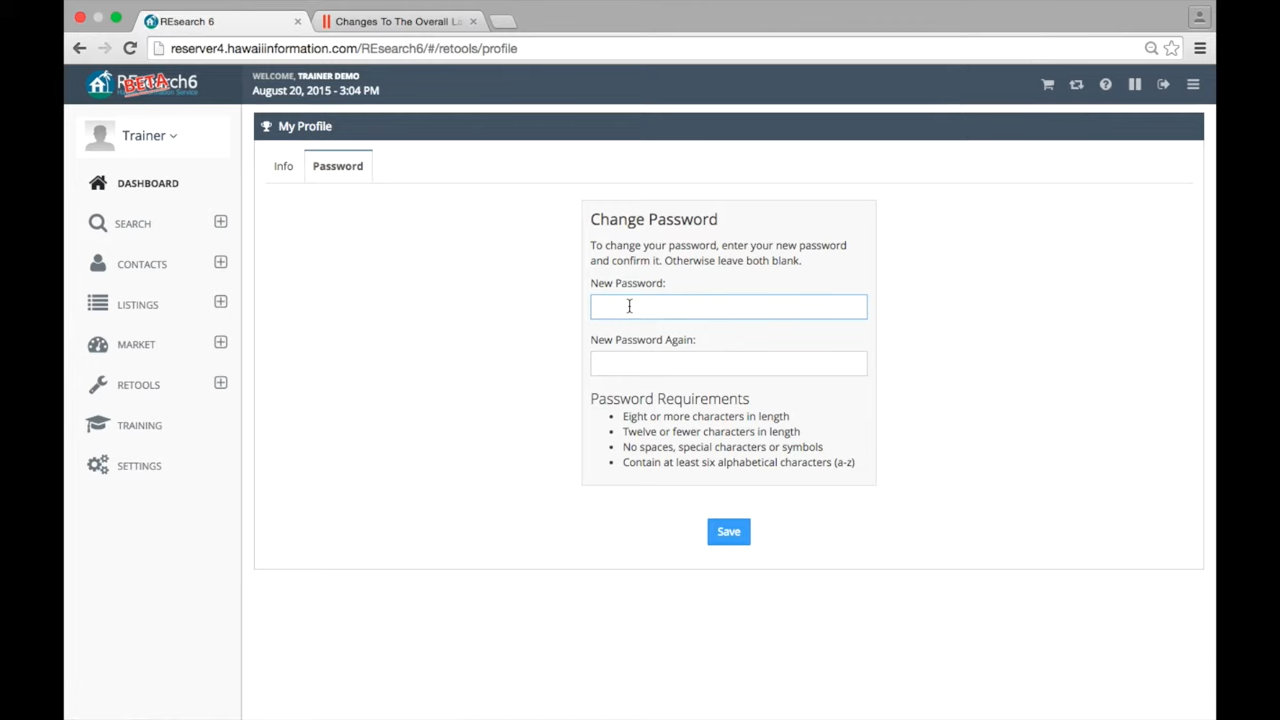 REsearch 6
Changes To The Overall La
reserver4.hawaiiinformation.com/REsearch6/#/retools/profile
REsearch6
BETA
WELCOME, TRAINER DEMO
August 20, 2015 - 3:04 PM
Trainer
My Profile
Info
Password
DASHBOARD
SEARCH
CONTACTS
LISTINGS
MARKET
RETOOLS
TRAINING
SETTINGS
Change Password
To change your password, enter your new password
and confirm it. Otherwise leave both blank.
New Password:
New Password Again:
Password Requirements
• Eight or more characters in length
• Twelve or fewer characters in length
• No spaces, special characters or symbols
• Contain at least six alphabetical characters (a-z)
Save